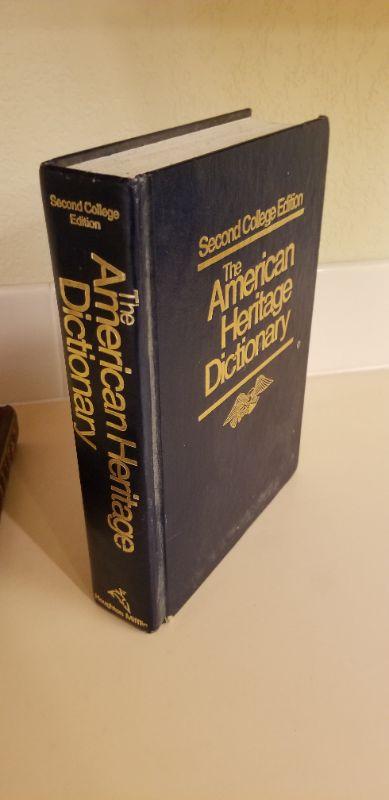 Second College
Edition
The
American Heritage
Dictionary
Houghton Mifflin
Second College Edition
The
American
Heritage
Dictionary